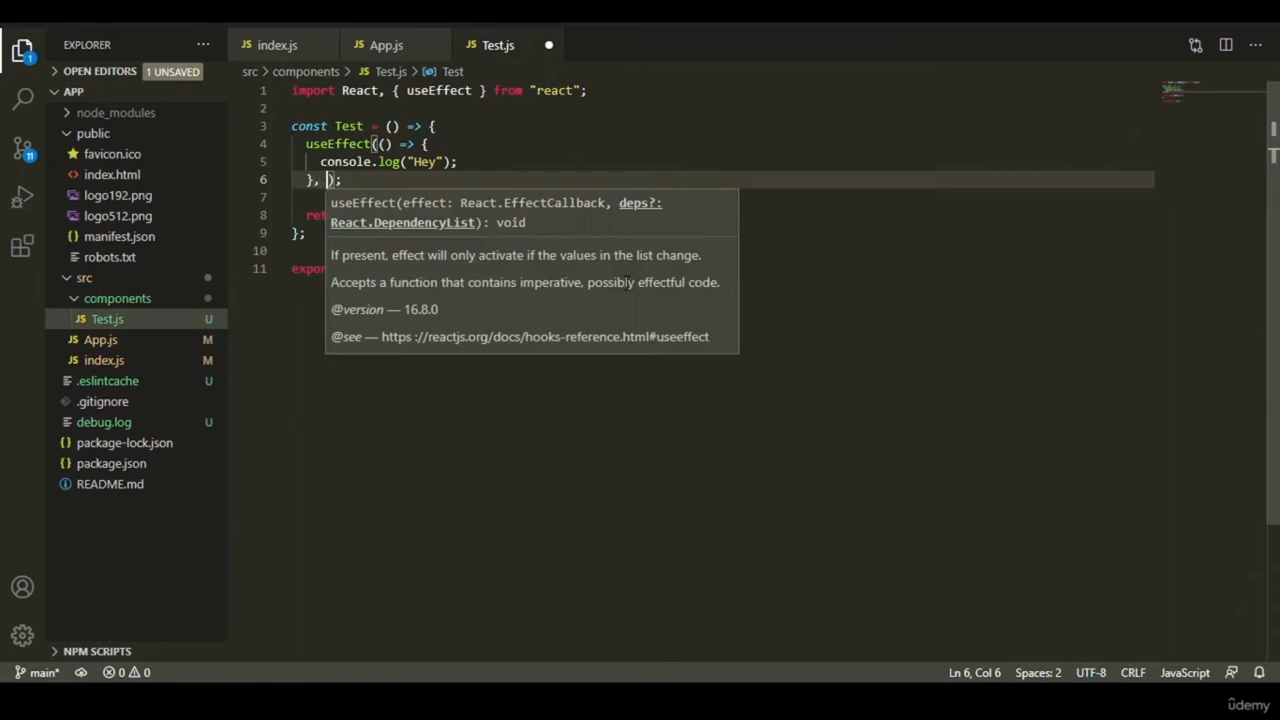 EXPLORER
index.js
App.js
Test.js
OPEN EDITORS
1 UNSAVED
src > components > Test.js > Test
APP
node_modules
public
favicon.ico
index.html
logo192.png
logo512.png
manifest.json
robots.txt
src
components
Test.js U
App.js M
index.js M
.eslintcache U
.gitignore
debug.log U
package-lock.json
package.json
README.md
NPM SCRIPTS
1
11
1 import React, { useEffect } from "react";
2
3 const Test = () => {
4 useEffect(() => {
5 console.log("Hey");
6 }, );
7
8 ret
9 };
10
11 expor
useEffect(effect: React.EffectCallback, deps?:
React.DependencyList): void
If present, effect will only activate if the values in the list change.
Accepts a function that contains imperative, possibly effectful code.
@version — 16.8.0
@see — https ://reactjs.org/docs/hooks-reference.html#useeffect
main*
0
0
Ln 6, Col 6
Spaces: 2
UTF-8
CRLF
JavaScript
ûdemy